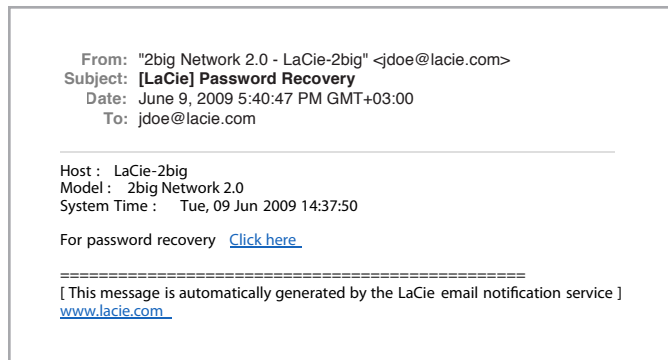 From: "2big Network 2.0 - LaCie-2big" <jdoe@lacie.com>
Subject: [LaCie] Password Recovery
Date: June 9, 2009 5:40:47 PM GMT+03:00
To: jdoe@lacie.com
Host : LaCie-2big
Model : 2big Network 2.0
System Time : Tue, 09 Jun 2009 14:37:50
For password recovery Click here
================================================
[ This message is automatically generated by the LaCie email notification service ]
www.lacie.com